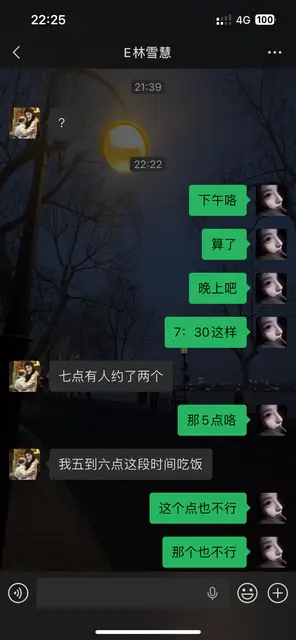 22:25
4G 100
E林雪慧
21:39
?
22:22
下午咯
算了
晚上吧
7：30这样
七点有人约了两个
那5点咯
我五到六点这段时间吃饭
这个点也不行
那个也不行